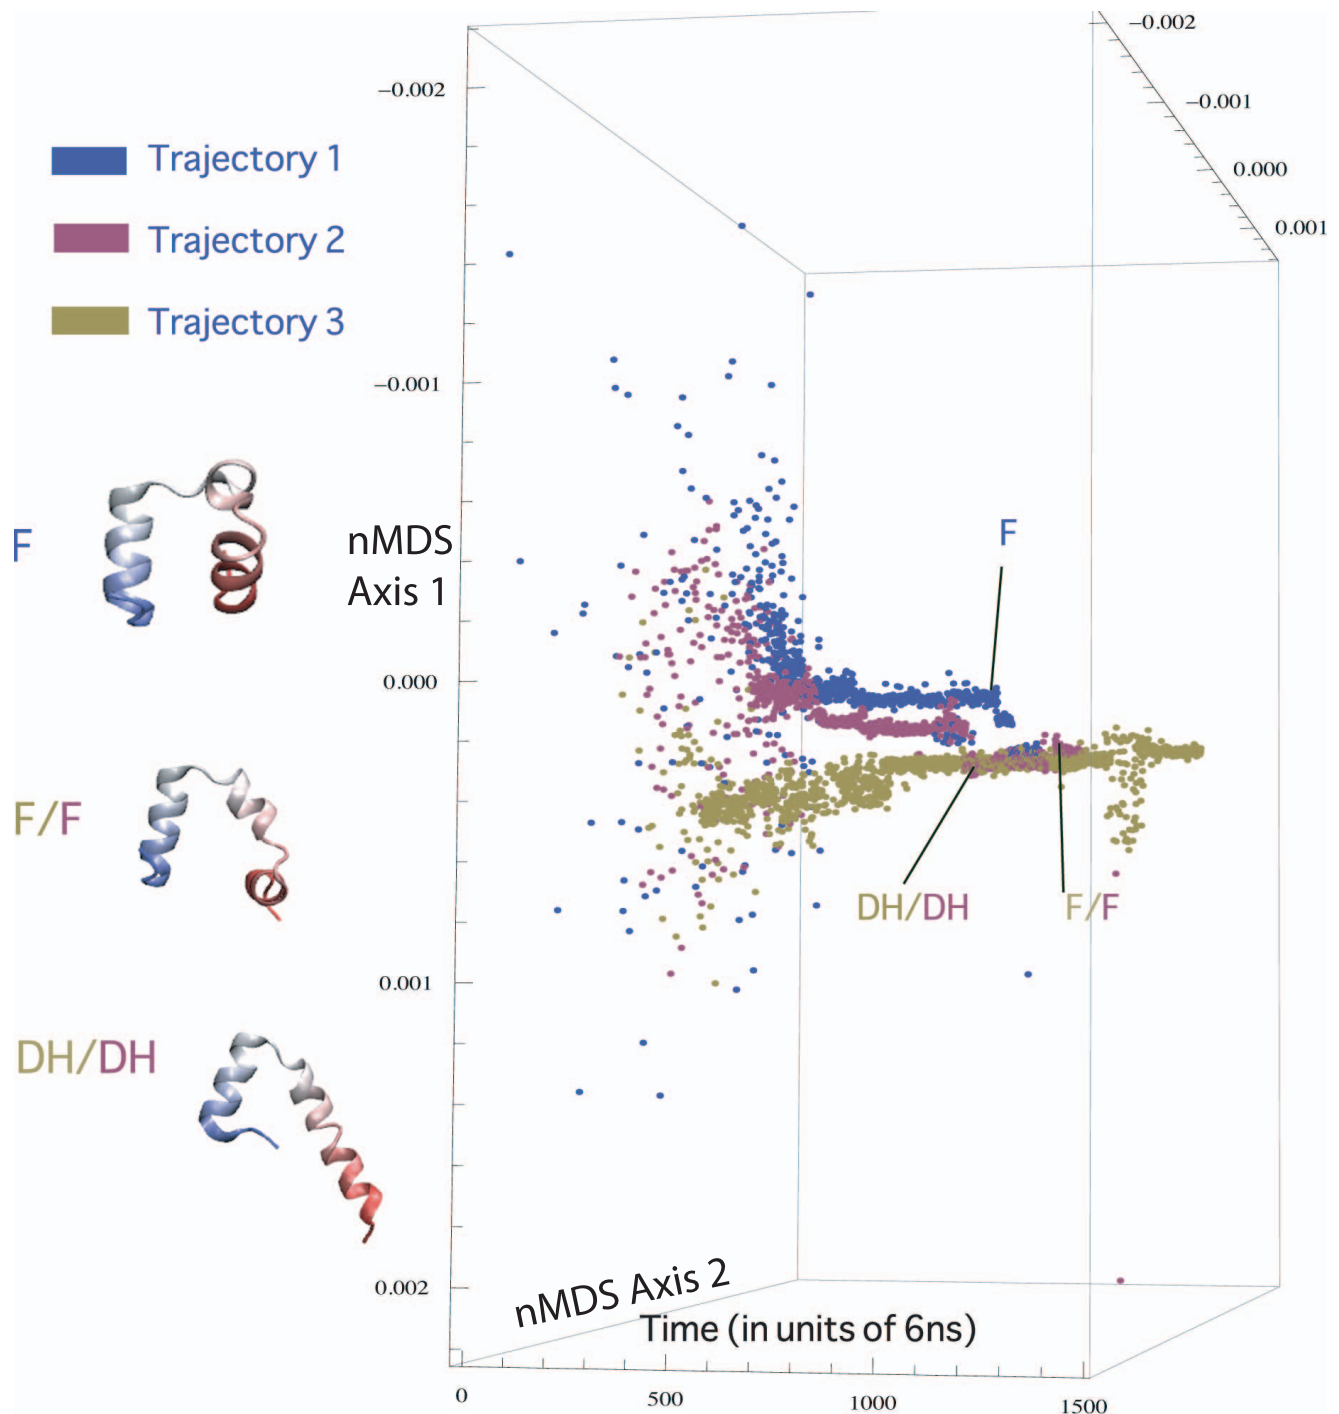 −0.002
−0.002
−0.001
0.000
0.001
Trajectory 1
Trajectory 2
Trajectory 3
−0.001
F
nMDS
Axis 1
F
0.000
F/F
DH/DH
F/F
0.001
DH/DH
0.002
nMDS Axis 2
Time (in units of 6ns)
0
500
1000
1500